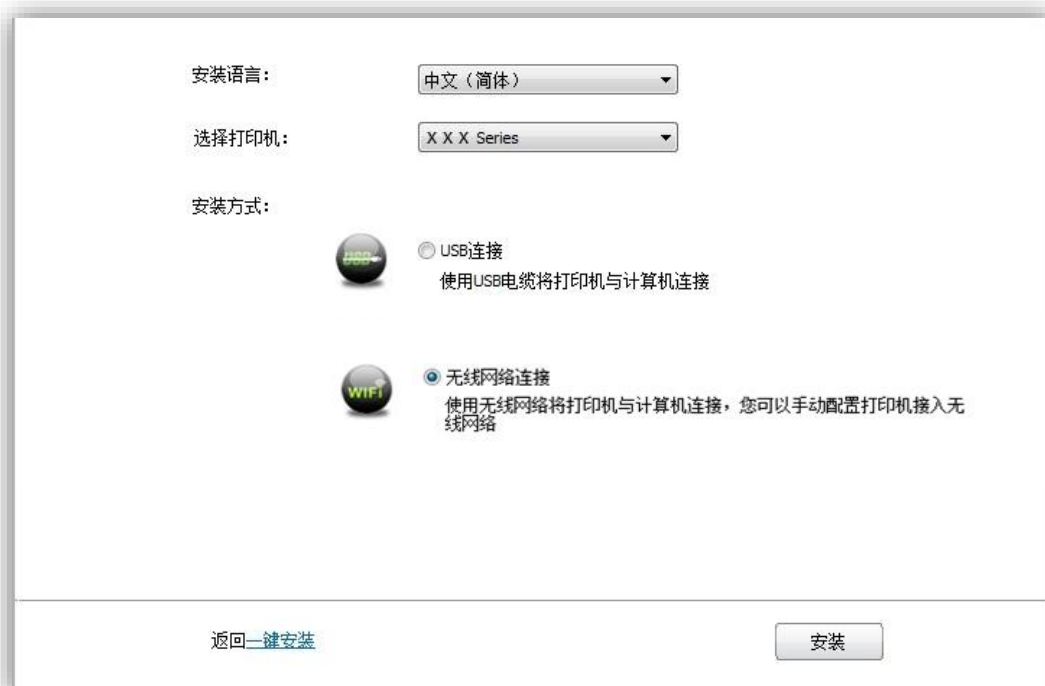 安装语言：
中文（简体）
选择打印机：
X X X Series
安装方式：
USB
USB连接
使用USB电缆将打印机与计算机连接
WIFI
无线网络连接
使用无线网络将打印机与计算机连接，您可以手动配置打印机接入无
线网络
返回一键安装
安装